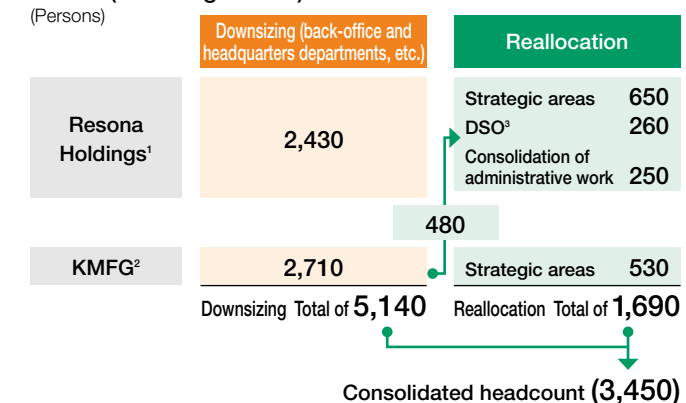 (Persons)
Downsizing (back-office and
headquarters departments, etc.)
Reallocation
Resona
Holdings¹
2,430
Strategic areas 650
DSO³ 260
Consolidation of
administrative work 250
480
KMFG²
2,710
Strategic areas 530
Downsizing Total of 5,140
Reallocation Total of 1,690
Consolidated headcount (3,450)